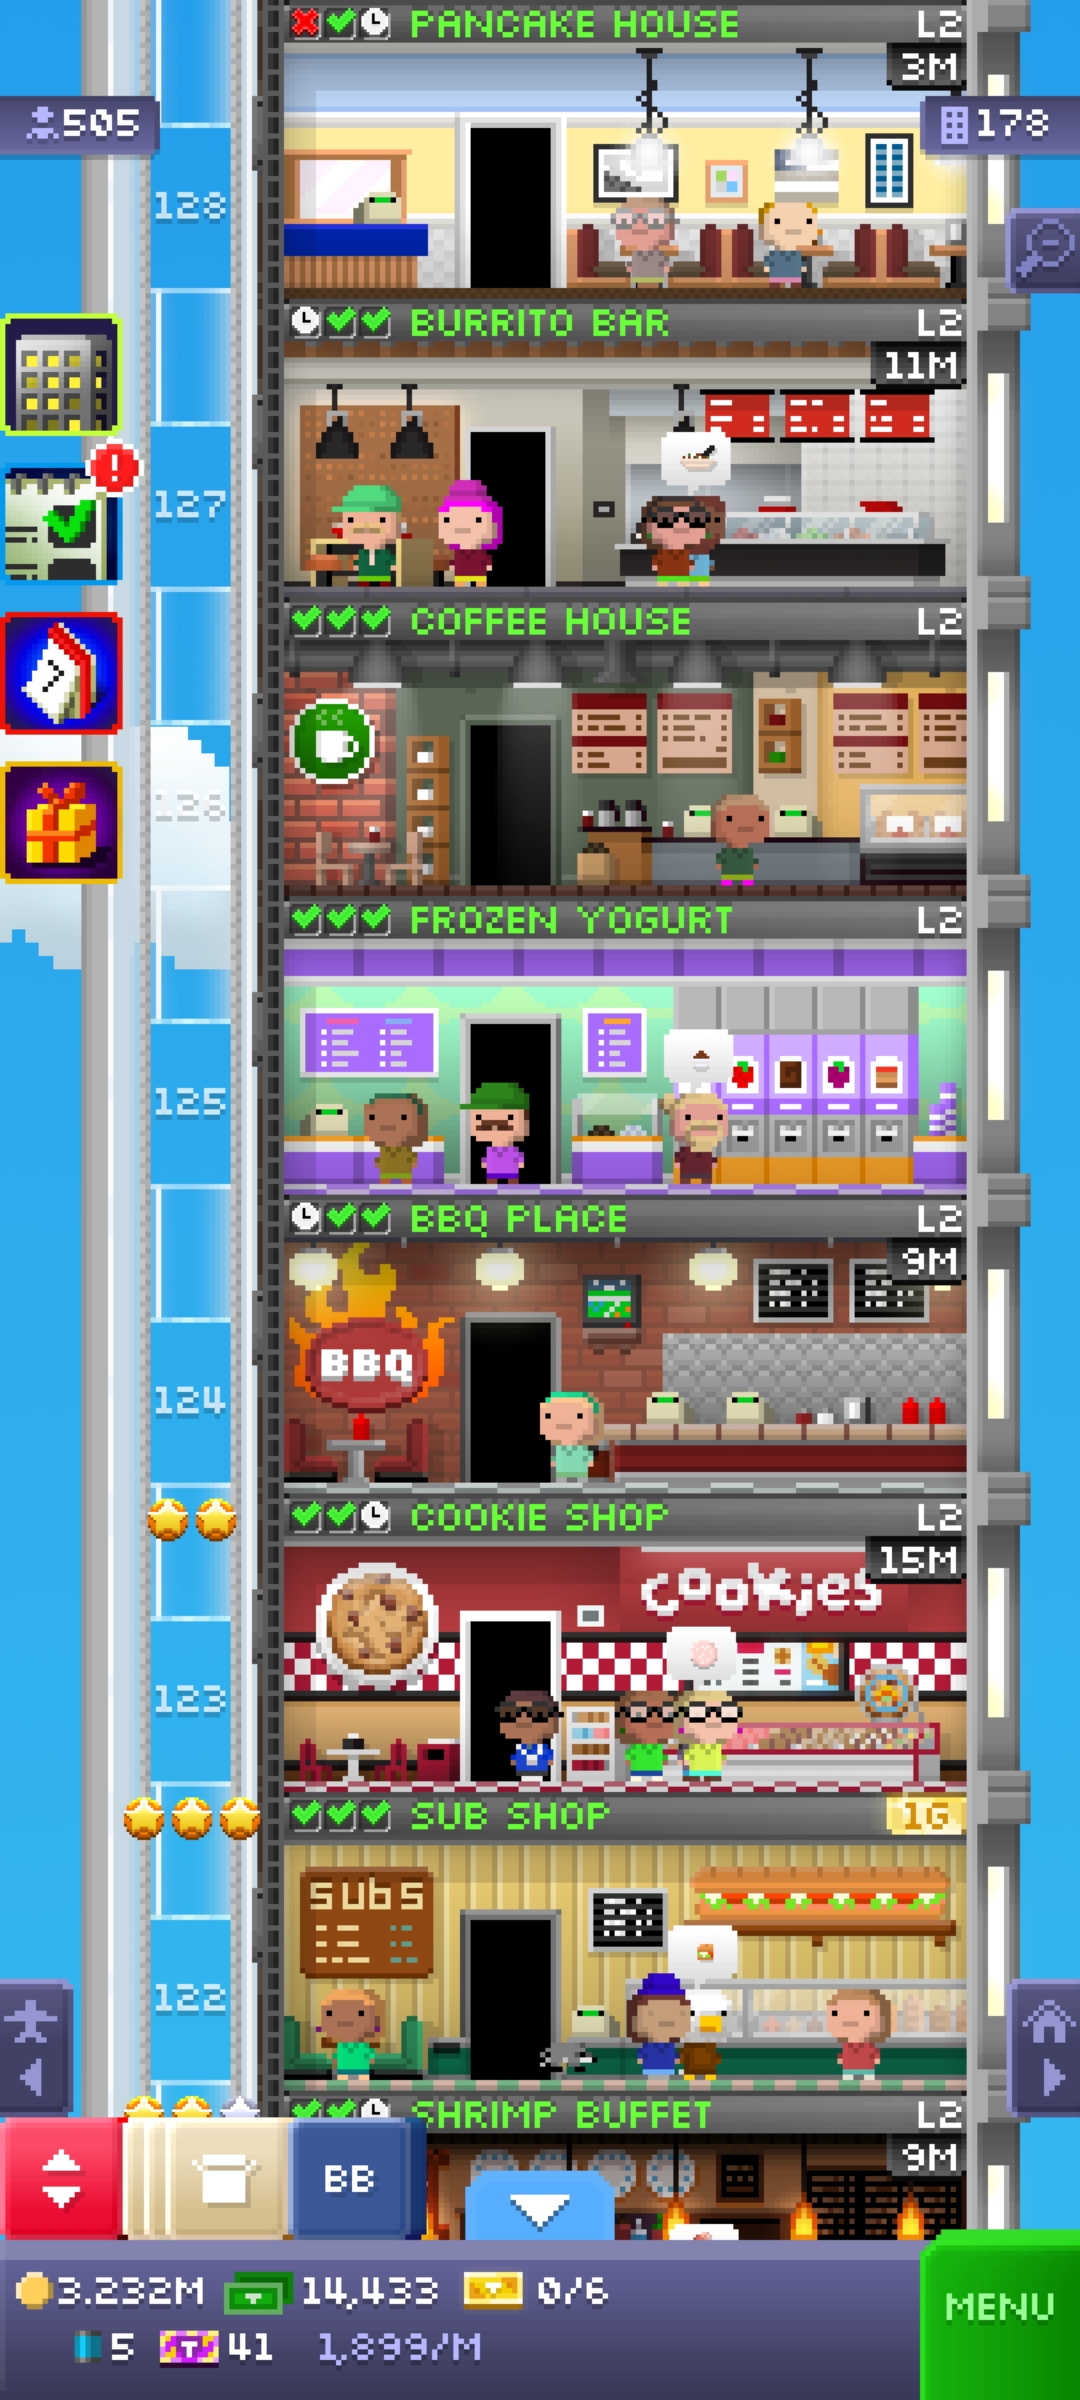 PANCAKE HOUSE L2
3M
505
178
128
BURRITO BAR L2
11M
127
COFFEE HOUSE L2
126
FROZEN YOGURT L2
125
BBQ PLACE L2
9M
BBQ
124
COOKIE SHOP L2
15M
cookies
123
SUB SHOP 1G
SUBS
122
SHRIMP BUFFET L2
9M
BB
3.232M 14,433 0/6
MENU
5 41 1,899/M